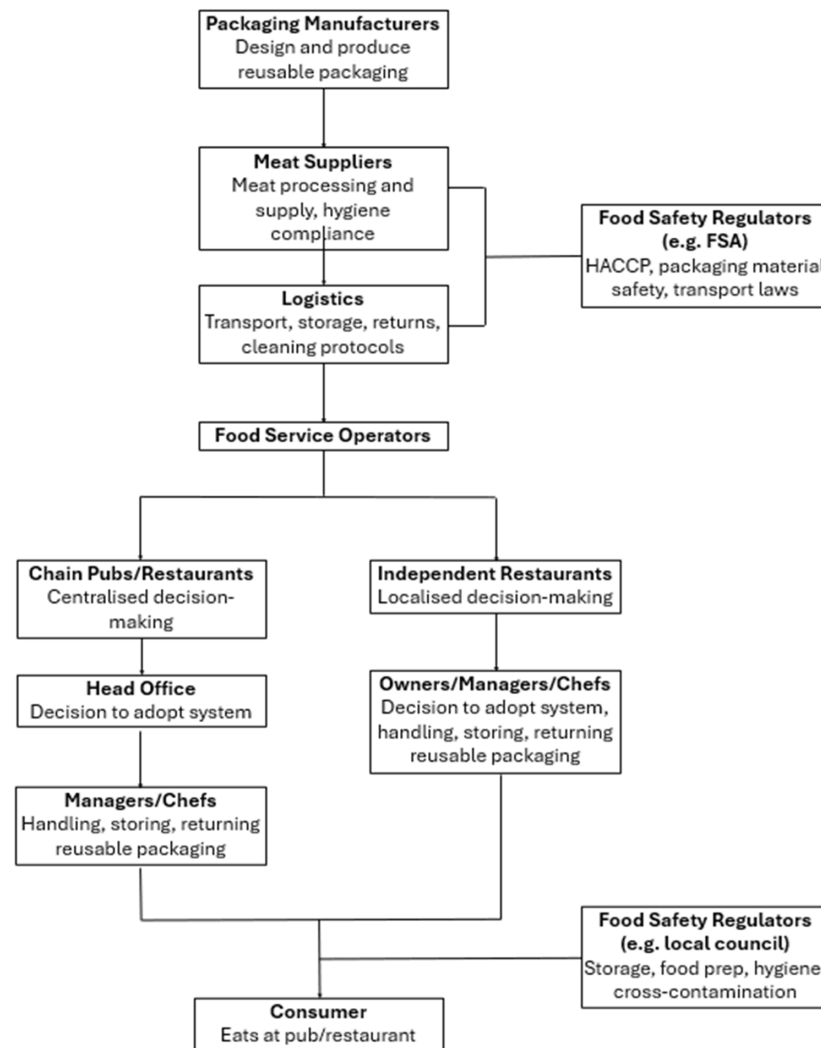 Packaging Manufacturers
Design and produce
reusable packaging
Meat Suppliers
Meat processing and
supply, hygiene
compliance
Food Safety Regulators
(e.g. FSA)
HACCP, packaging material
safety, transport laws
Logistics
Transport, storage, returns,
cleaning protocols
Food Service Operators
Chain Pubs/Restaurants
Centralised decision-
making
Independent Restaurants
Localised decision-making
Head Office
Decision to adopt system
Owners/Managers/Chefs
Decision to adopt system,
handling, storing, returning
reusable packaging
Managers/Chefs
Handling, storing, returning
reusable packaging
Food Safety Regulators
(e.g. local council)
Storage, food prep, hygiene
cross-contamination
Consumer
Eats at pub/restaurant